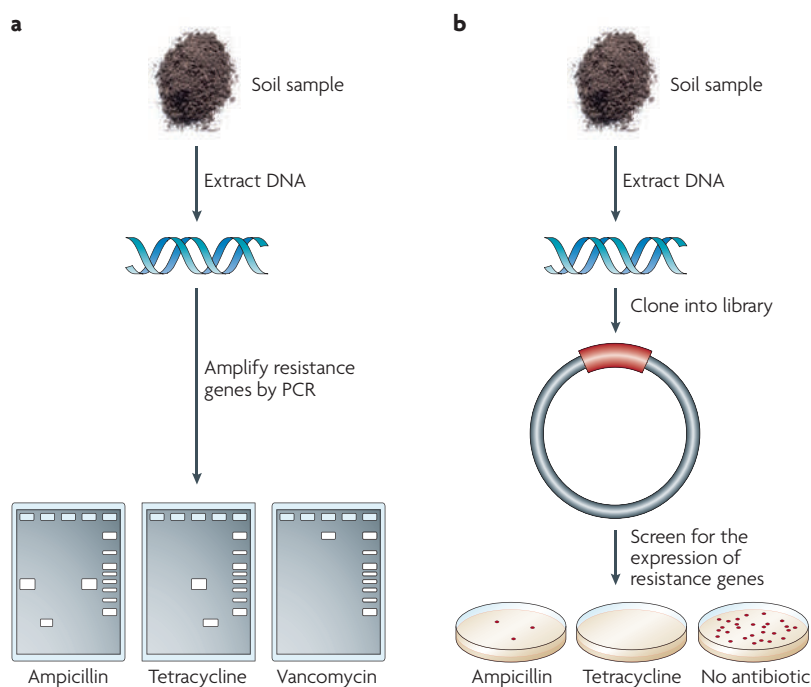 a
Soil sample
Extract DNA
Amplify resistance
genes by PCR
Ampicillin
Tetracycline
Vancomycin
b
Soil sample
Extract DNA
Clone into library
Screen for the
expression of
resistance genes
Ampicillin
Tetracycline
No antibiotic